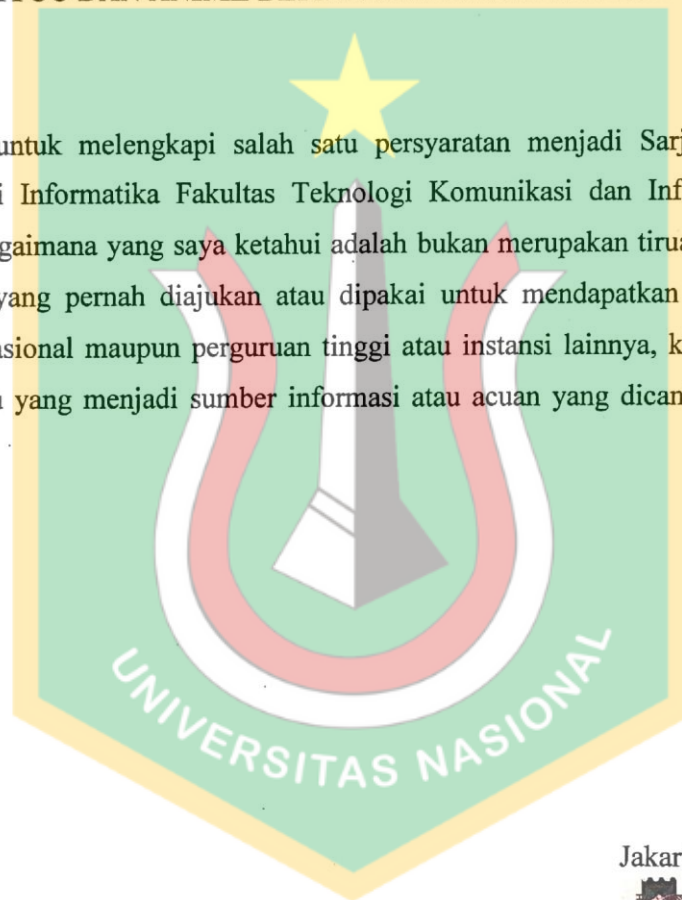 untuk melengkapi salah satu persyaratan menjadi Sarj
i Informatika Fakultas Teknologi Komunikasi dan Inf
gaimana yang saya ketahui adalah bukan merupakan tirua
yang pernah diajukan atau dipakai untuk mendapatkan
asional maupun perguruan tinggi atau instansi lainnya, k
yang menjadi sumber informasi atau acuan yang dican
UNIVERSITAS NASIONAL
Jakar